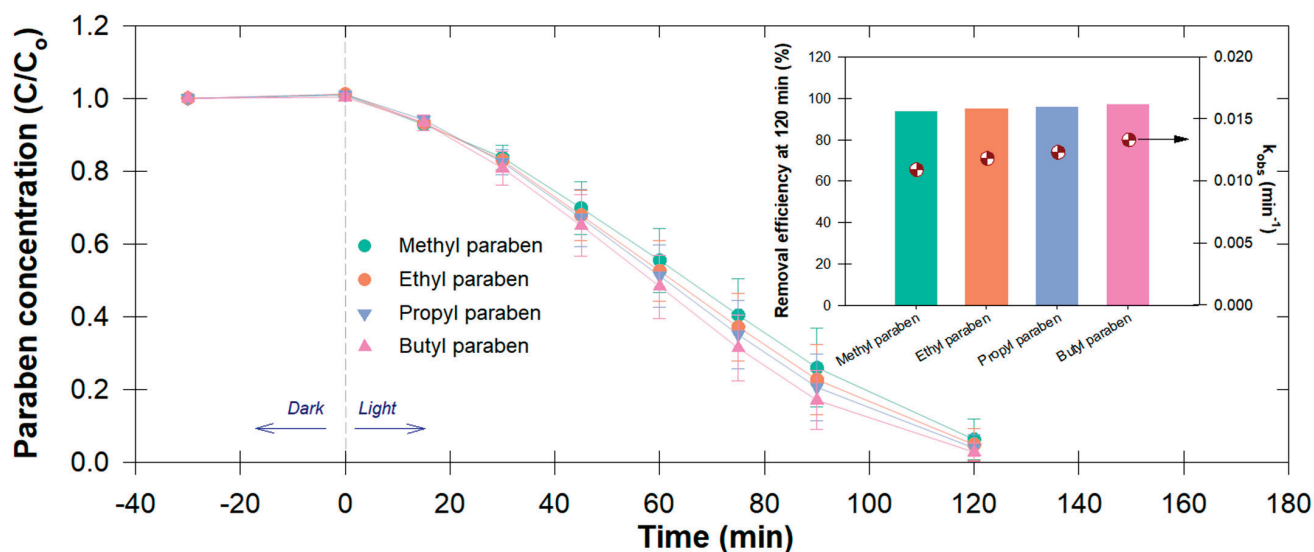 Paraben concentration (C/Co)
1.2
1.0
0.8
0.6
0.4
0.2
0.0
-40 -20 0 20 40 60 80 100 120 140 160 180
Time (min)
Methyl paraben
Ethyl paraben
Propyl paraben
Butyl paraben
Dark Light
Removal efficiency at 120 min (%)
120
100
80
60
40
20
0
0.020
0.015
0.010
0.005
0.000
kobs (min-1)
Methyl paraben
Ethyl paraben
Propyl paraben
Butyl paraben